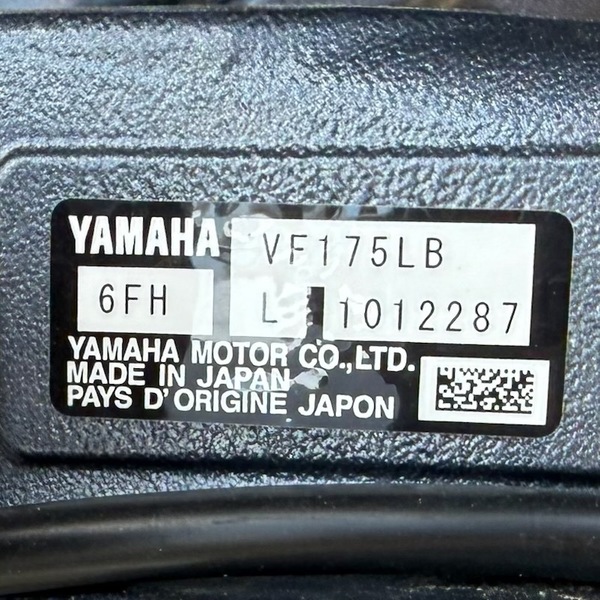 YAMAHA VF175LB
6FH L 1012287
YAMAHA MOTOR CO.,LTD.
MADE IN JAPAN
PAYS D'ORIGINE JAPON